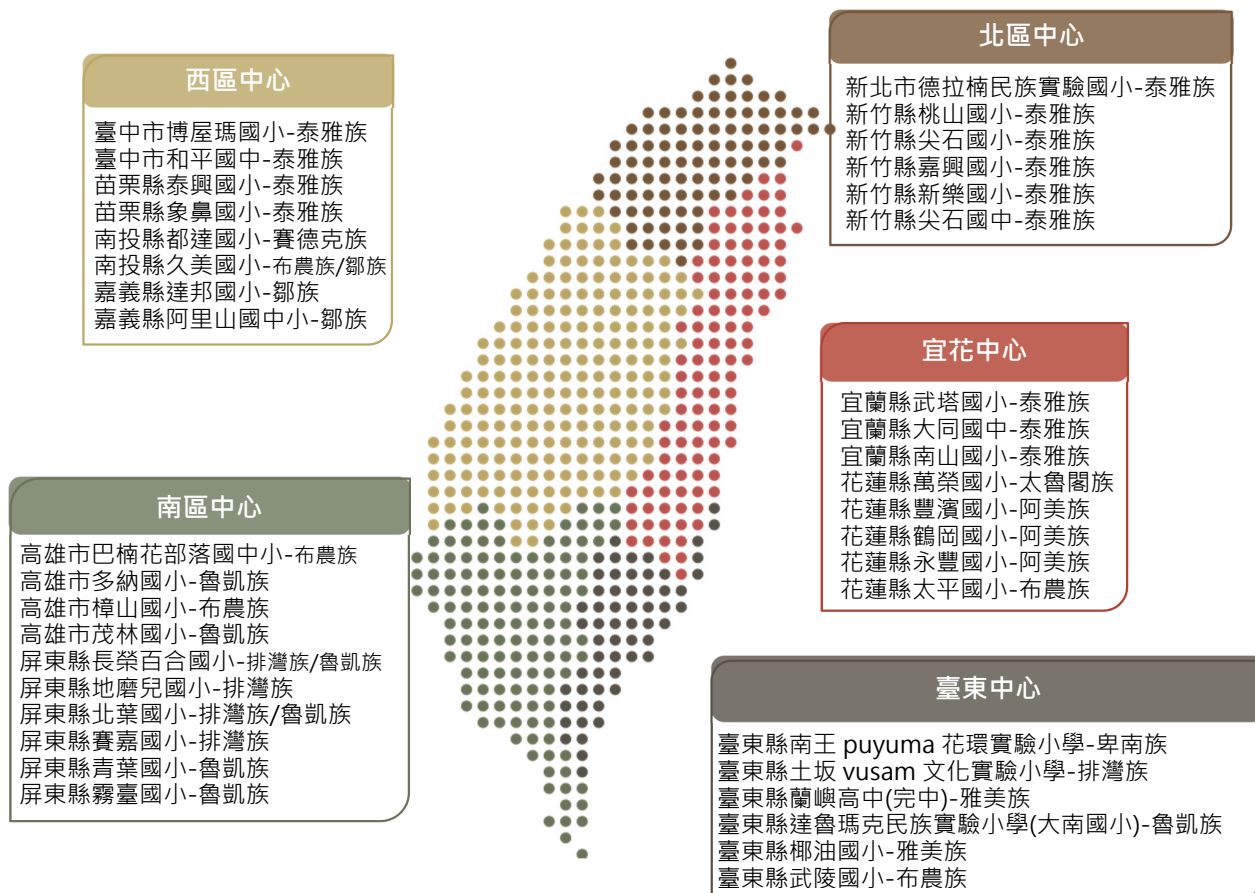 北區中心
新北市德拉楠民族實驗國小-泰雅族
新竹縣桃山國小-泰雅族
新竹縣尖石國小-泰雅族
新竹縣嘉興國小-泰雅族
新竹縣新樂國小-泰雅族
新竹縣尖石國中-泰雅族
西區中心
臺中市博屋瑪國小-泰雅族
臺中市和平國中-泰雅族
苗栗縣泰興國小-泰雅族
苗栗縣象鼻國小-泰雅族
南投縣都達國小-賽德克族
南投縣久美國小-布農族/鄒族
嘉義縣達邦國小-鄒族
嘉義縣阿里山國中小-鄒族
宜花中心
宜蘭縣武塔國小-泰雅族
宜蘭縣大同國中-泰雅族
宜蘭縣南山國小-泰雅族
花蓮縣萬榮國小-太魯閣族
花蓮縣豐濱國小-阿美族
花蓮縣鶴岡國小-阿美族
花蓮縣永豐國小-阿美族
花蓮縣太平國小-布農族
南區中心
高雄市巴楠花部落國中小-布農族
高雄市多納國小-魯凱族
高雄市樟山國小-布農族
高雄市茂林國小-魯凱族
屏東縣長榮百合國小-排灣族/魯凱族
屏東縣地磨兒國小-排灣族
屏東縣北葉國小-排灣族/魯凱族
屏東縣賽嘉國小-排灣族
屏東縣青葉國小-魯凱族
屏東縣霧臺國小-魯凱族
臺東中心
臺東縣南王 puyuma 花環實驗小學-卑南族
臺東縣土坂 vusam 文化實驗小學-排灣族
臺東縣蘭嶼高中(完中)-雅美族
臺東縣達魯瑪克民族實驗小學(大南國小)-魯凱族
臺東縣椰油國小-雅美族
臺東縣武陵國小-布農族